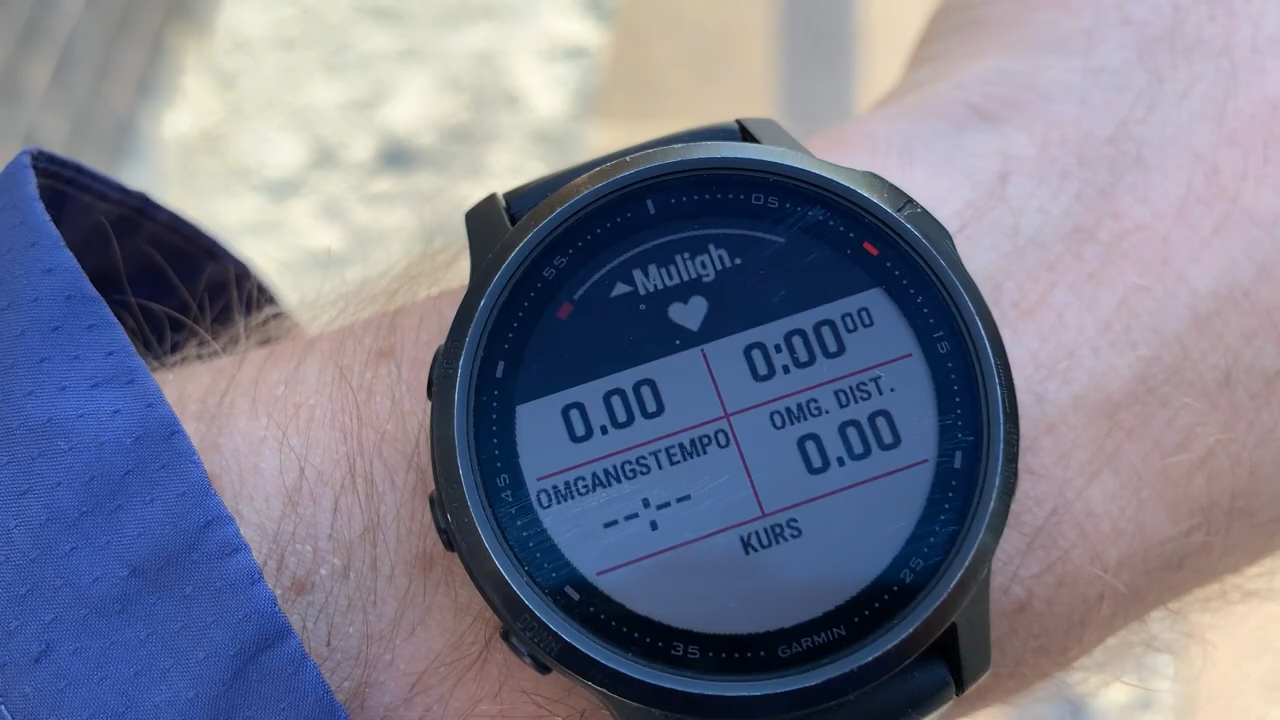 05
55
▲Muligh.
0.00
0:00⁰⁰
15
OMGANGSTEMPO
--:--
OMG. DIST.
0.00
45
KURS
25
35
GARMIN